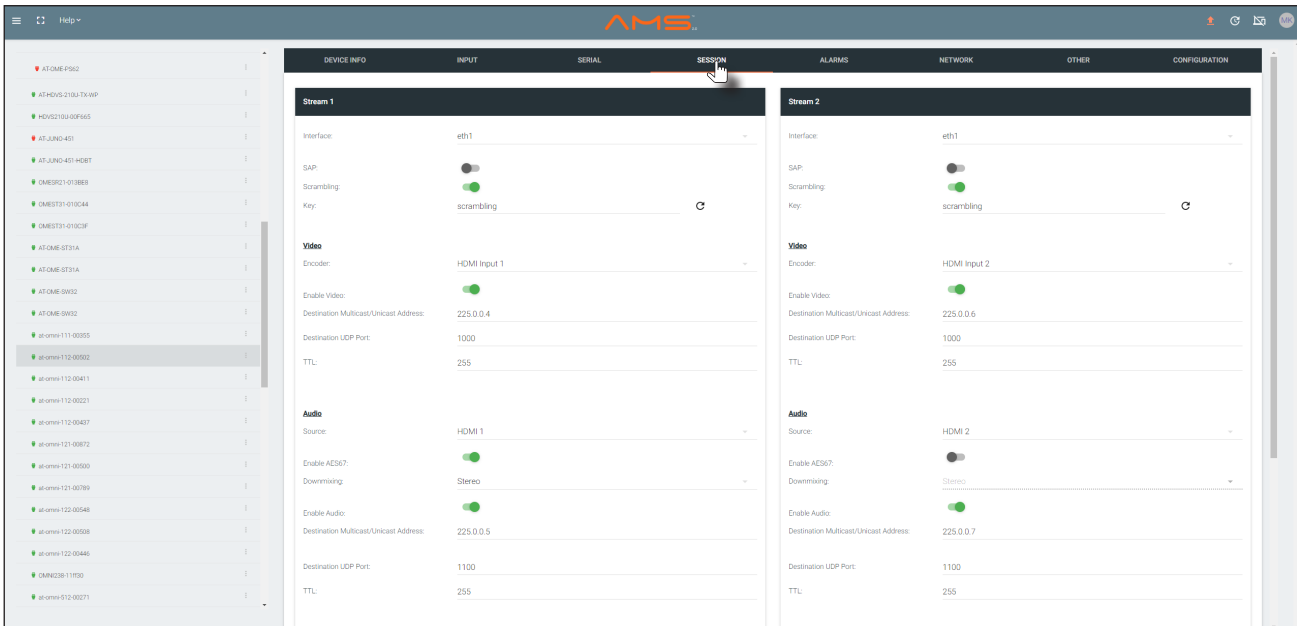 Help
AMS
MK
AT-OME-PS62
AT-HDVS-210U-TX-WP
HDVS210U-00F665
AT-JUNO-451
AT-JUNO-451-HDBT
OMESR21-013BE8
OMEST31-010C44
OMEST31-010C3F
AT-OME-ST31A
AT-OME-ST31A
AT-OME-SW32
AT-OME-SW32
at-omni-111-00355
at-omni-112-00502
at-omni-112-00411
at-omni-112-00221
at-omni-112-00437
at-omni-121-00872
at-omni-121-00500
at-omni-121-00789
at-omni-122-00548
at-omni-122-00508
at-omni-122-00446
OMNI238-11ff30
at-omni-512-00271
DEVICE INFO INPUT SERIAL SESSION ALARMS NETWORK OTHER CONFIGURATION
Stream 1
Interface: eth1
SAP:
Scrambling:
Key: scrambling
Video
Encoder: HDMI Input 1
Enable Video:
Destination Multicast/Unicast Address: 225.0.0.4
Destination UDP Port: 1000
TTL: 255
Audio
Source: HDMI 1
Enable AES67:
Downmixing: Stereo
Enable Audio:
Destination Multicast/Unicast Address: 225.0.0.5
Destination UDP Port: 1100
TTL: 255
Stream 2
Interface: eth1
SAP:
Scrambling:
Key: scrambling
Video
Encoder: HDMI Input 2
Enable Video:
Destination Multicast/Unicast Address: 225.0.0.6
Destination UDP Port: 1000
TTL: 255
Audio
Source: HDMI 2
Enable AES67:
Downmixing: Stereo
Enable Audio:
Destination Multicast/Unicast Address: 225.0.0.7
Destination UDP Port: 1100
TTL: 255